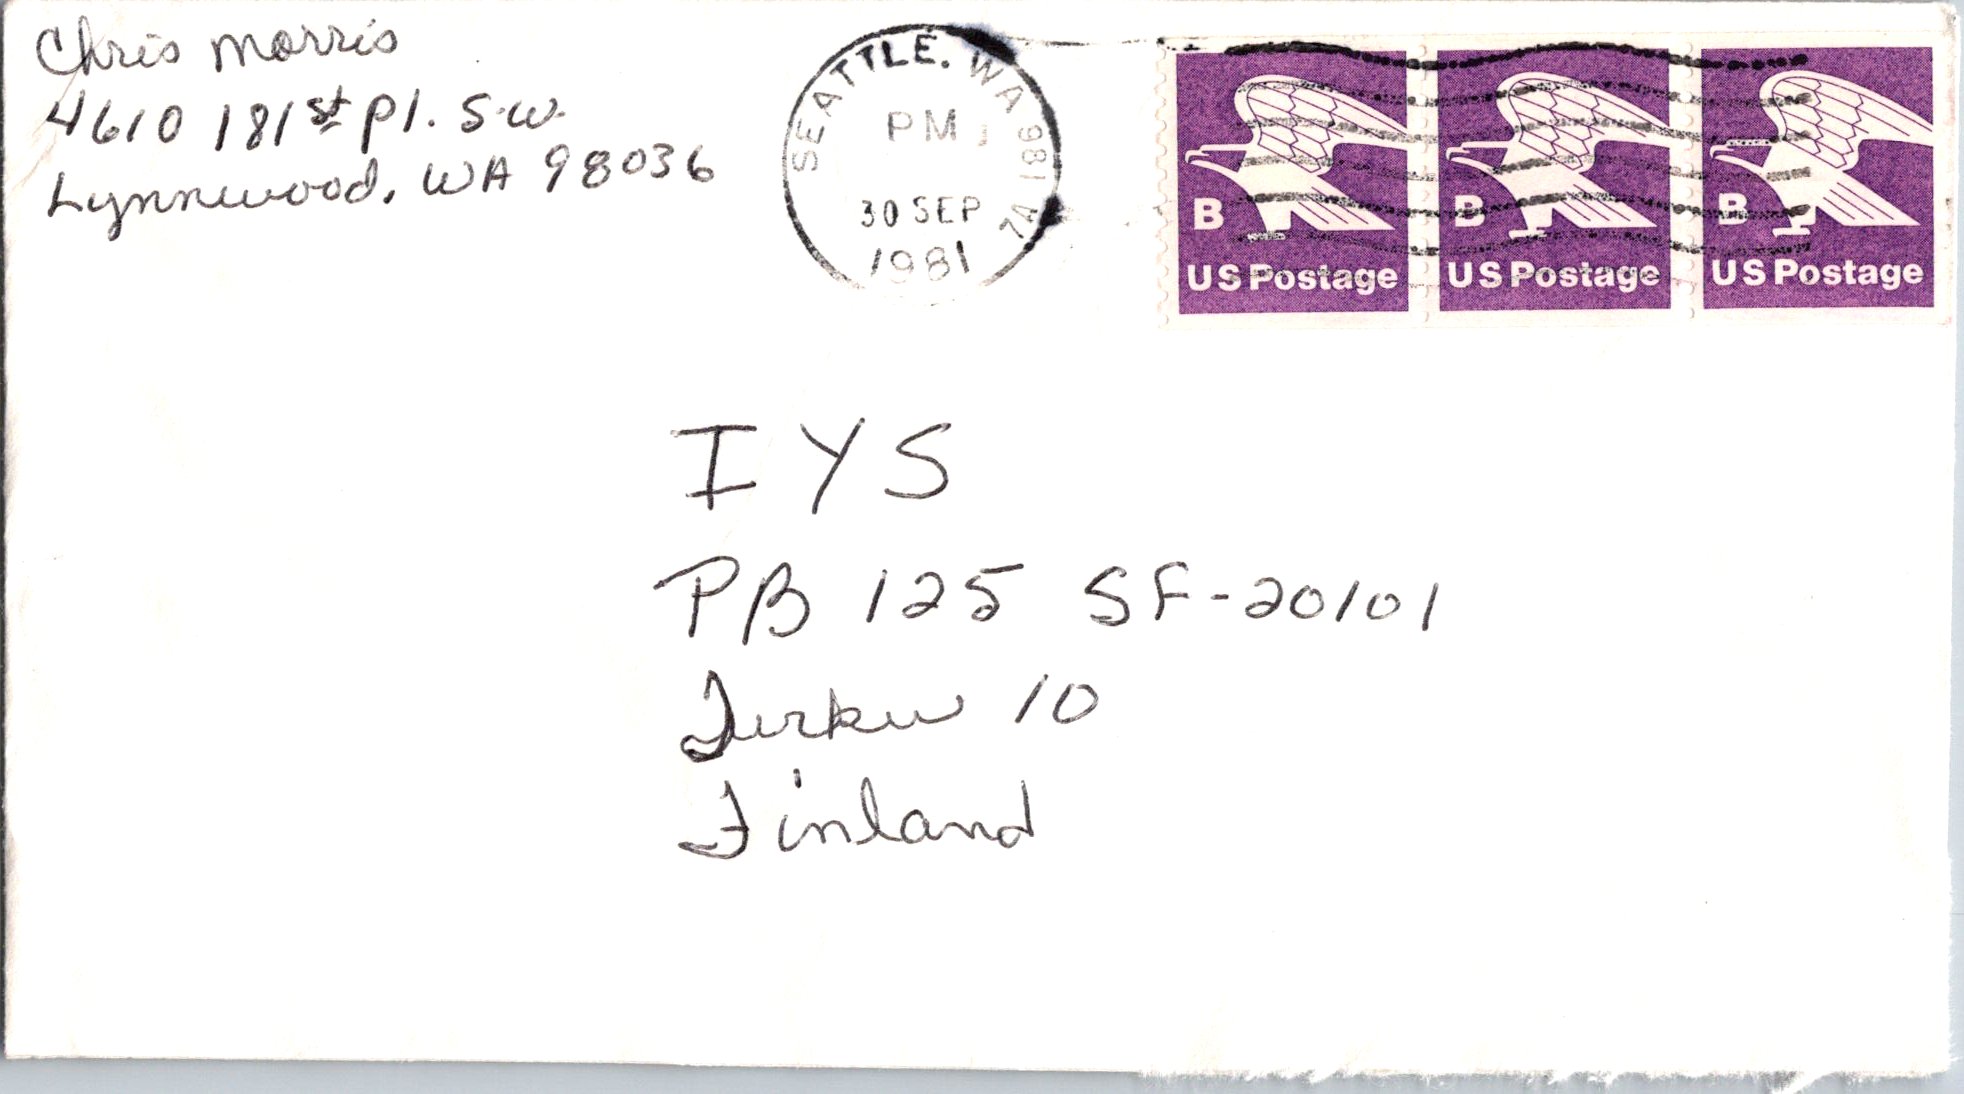 Chris Morris
4610 181st Pl. S.W.
Lynnwood, WA 98036
SEATTLE, WA 981
PM
30 SEP
1981
B
US Postage
B
US Postage
B
US Postage
IYS
PB 125 SF-20101
Turku 10
Finland